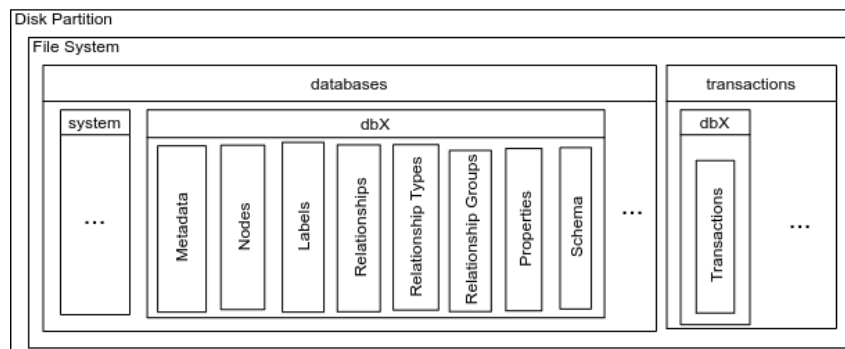 Disk Partition
File System
databases
transactions
system
dbX
dbX
...
Metadata
Nodes
Labels
Relationships
Relationship Types
Relationship Groups
Properties
Schema
...
Transactions
...